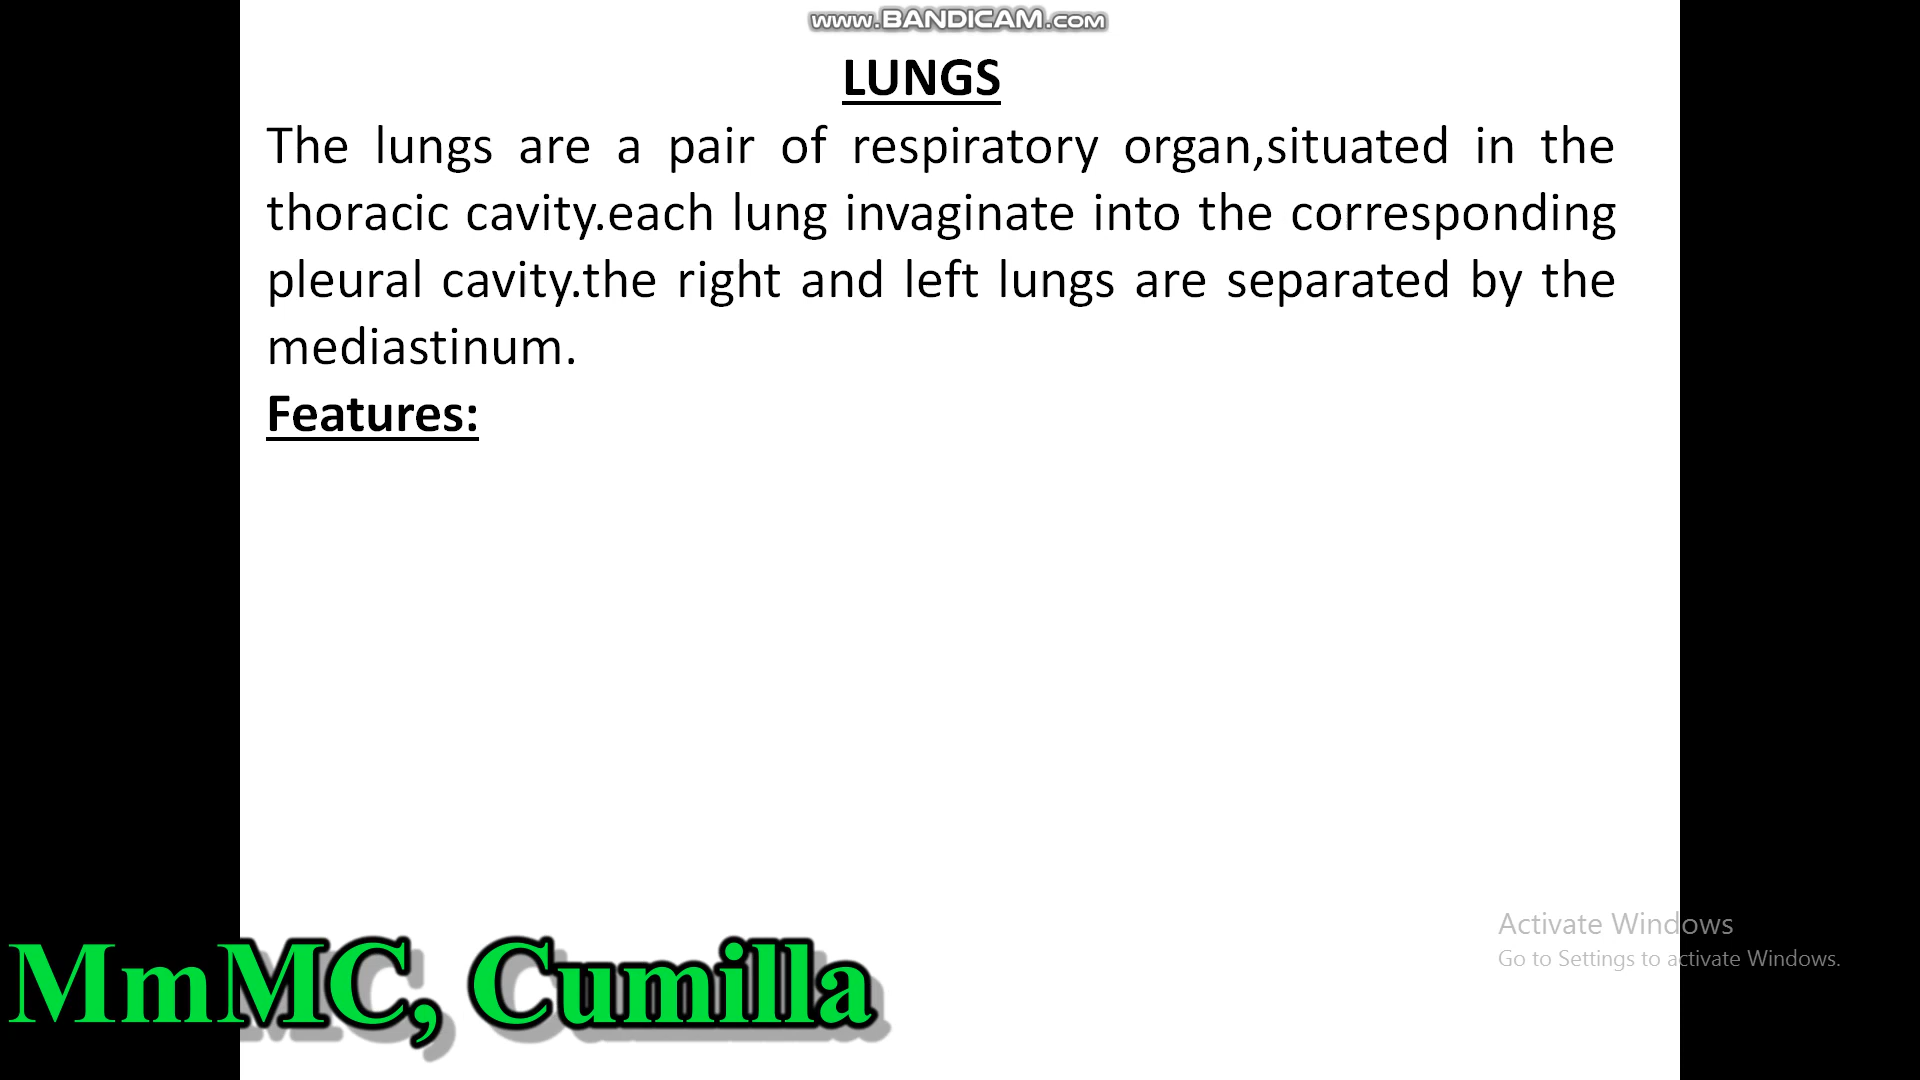 www.BANDICAM.com
LUNGS
The lungs are a pair of respiratory organ,situated in the
thoracic cavity.each lung invaginate into the corresponding
pleural cavity.the right and left lungs are separated by the
mediastinum.
Features:
Activate Windows
Go to Settings to activate Windows.
MmMC, Cumilla